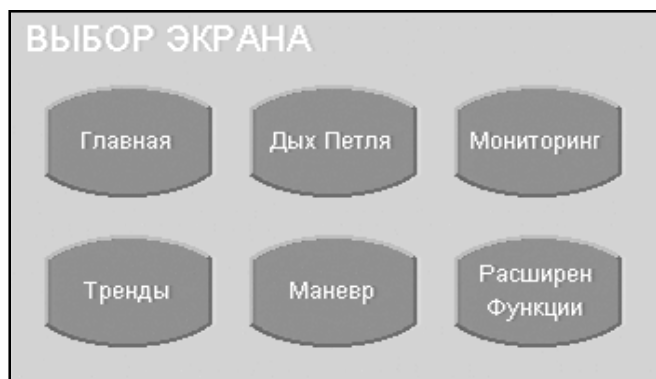 ВЫБОР ЭКРАНА
Главная
Дых Петля
Мониторинг
Тренды
Маневр
Расширен
Функции